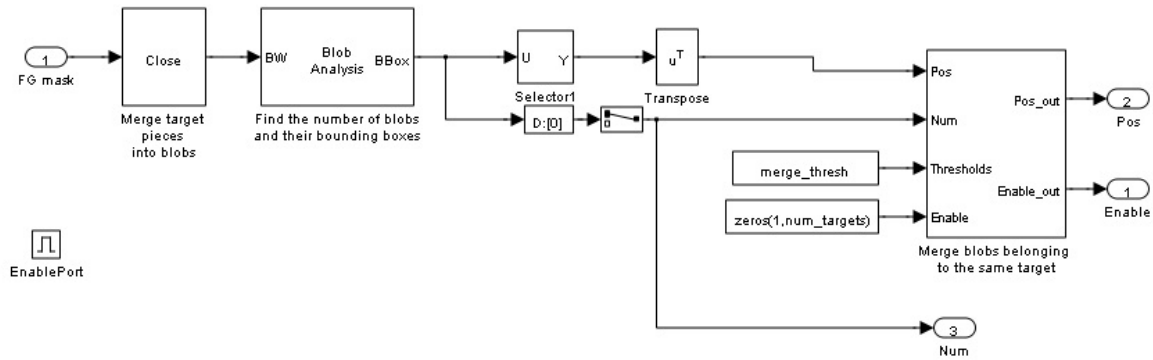 1
FG mask
Close
Merge target
pieces
into blobs
BW
Blob
Analysis
BBox
Find the number of blobs
and their bounding boxes
U
Y
Selector1
D:[0]
uT
Transpose
merge_thresh
zeros(1,num_targets)
Pos
Num
Thresholds
Enable
Pos_out
Enable_out
Merge blobs belonging
to the same target
2
Pos
1
Enable
3
Num
EnablePort